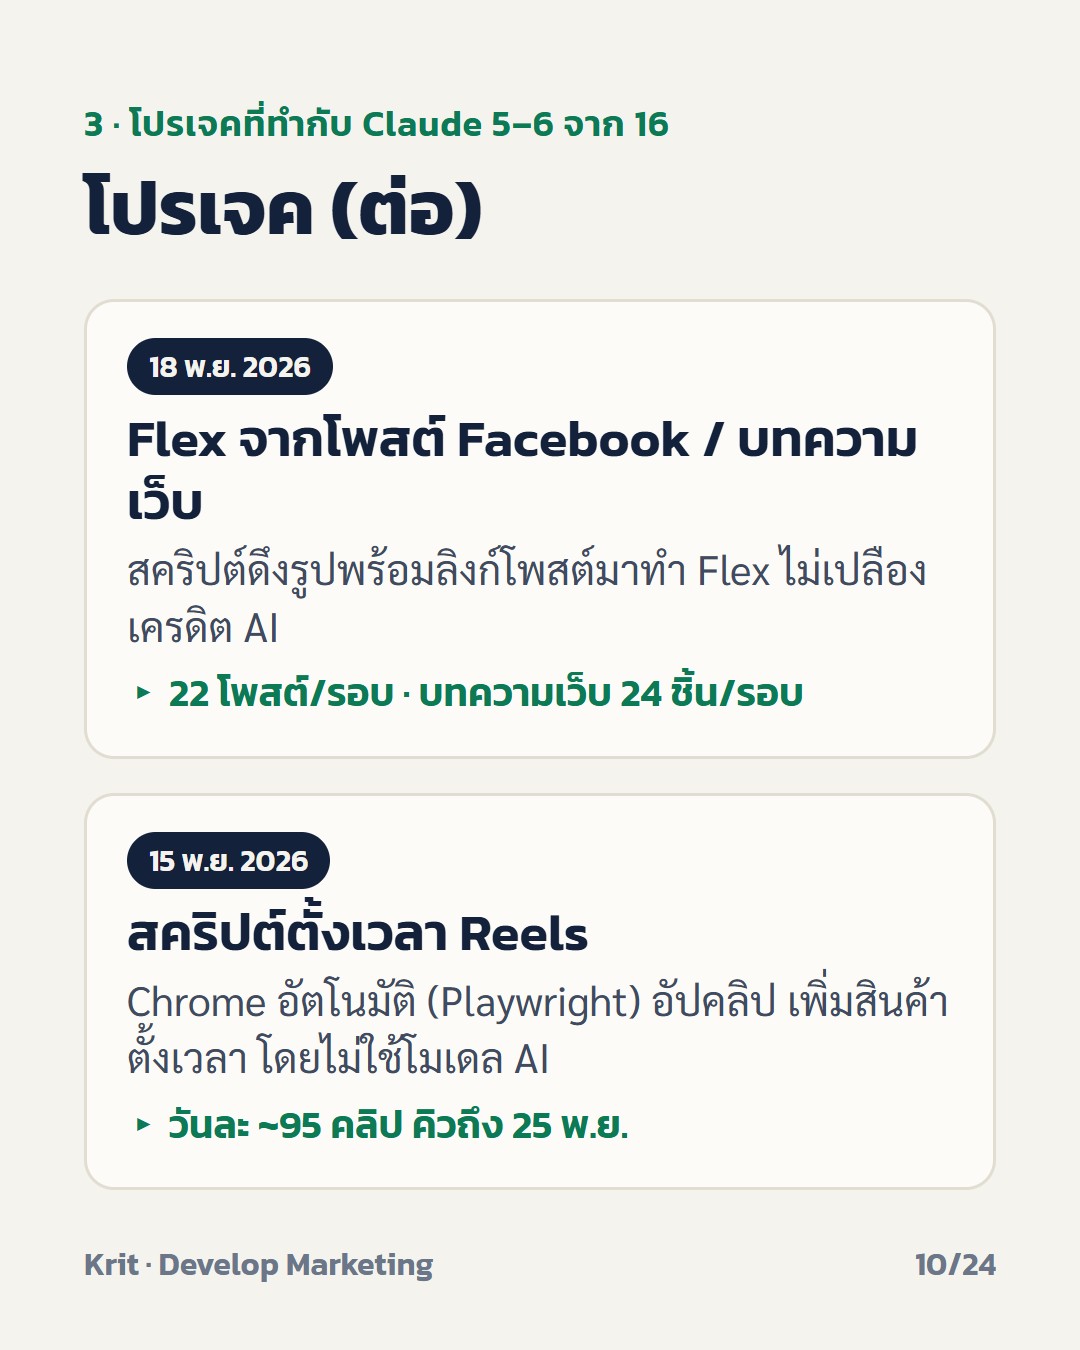 3 · โปรเจคที่ทำกับ Claude 5–6 จาก 16
โปรเจค (ต่อ)
18 พ.ย. 2026
Flex จากโพสต์ Facebook / บทความ
เว็บ
สคริปต์ดึงรูปพร้อมลิงก์โพสต์มาทำ Flex ไม่เปลือง
เครดิต AI
▸ 22 โพสต์/รอบ · บทความเว็บ 24 ชิ้น/รอบ
15 พ.ย. 2026
สคริปต์ตั้งเวลา Reels
Chrome อัตโนมัติ (Playwright) อัปคลิป เพิ่มสินค้า
ตั้งเวลา โดยไม่ใช้โมเดล AI
▸ วันละ ~95 คลิป คิวถึง 25 พ.ย.
Krit · Develop Marketing
10/24